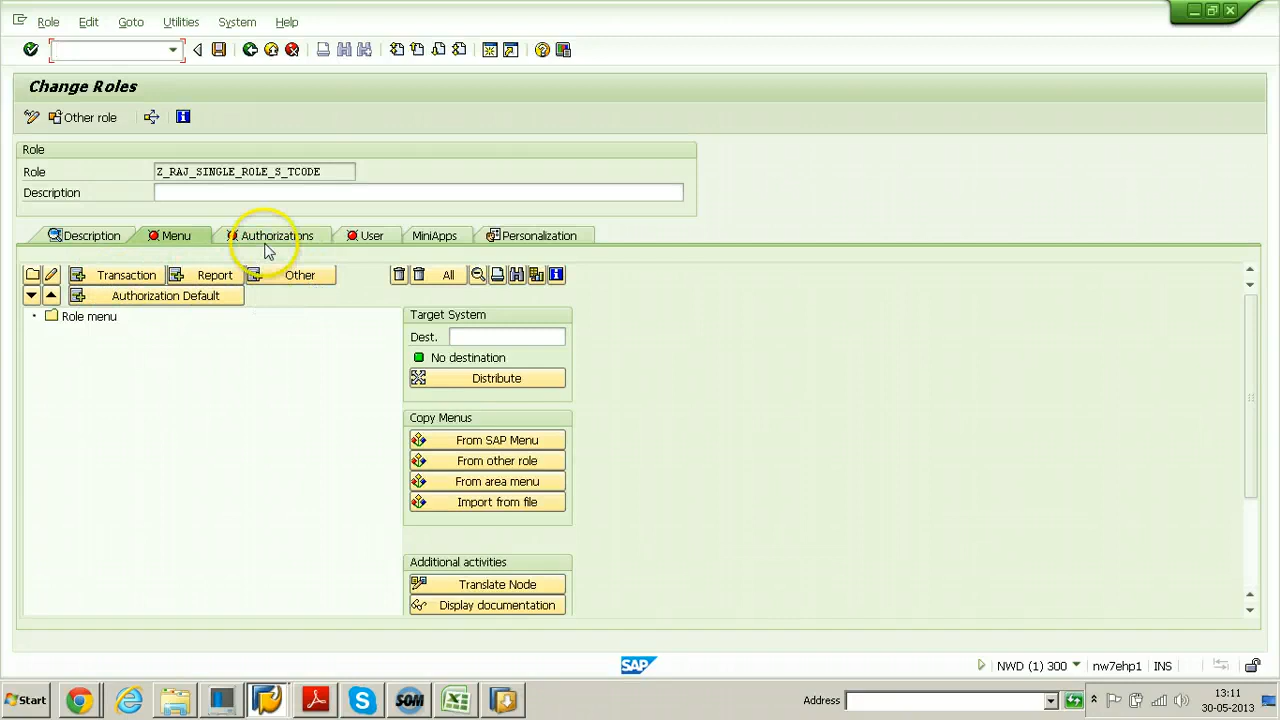 Role Edit Goto Utilities System Help
Change Roles
Other role
Role
Role Z_RAJ_SINGLE_ROLE_S_TCODE
Description
Description Menu Authorizations User MiniApps Personalization
Transaction Report Other All
Authorization Default
Role menu
Target System
Dest.
No destination
Distribute
Copy Menus
From SAP Menu
From other role
From area menu
Import from file
Additional activities
Translate Node
Display documentation
SAP
NWD (1) 300 nw7ehp1 INS
Start
SOM
Address
13:11
30-05-2013